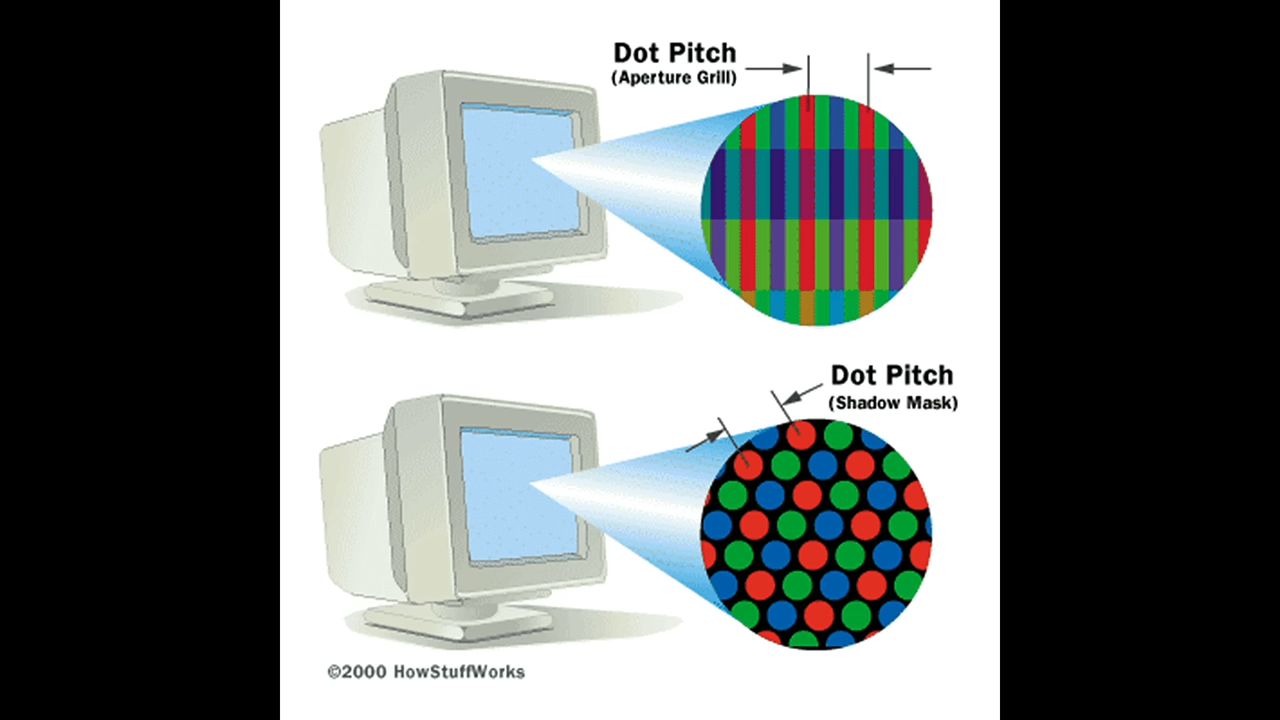 Dot Pitch
(Aperture Grill)
Dot Pitch
(Shadow Mask)
©2000 HowStuffWorks